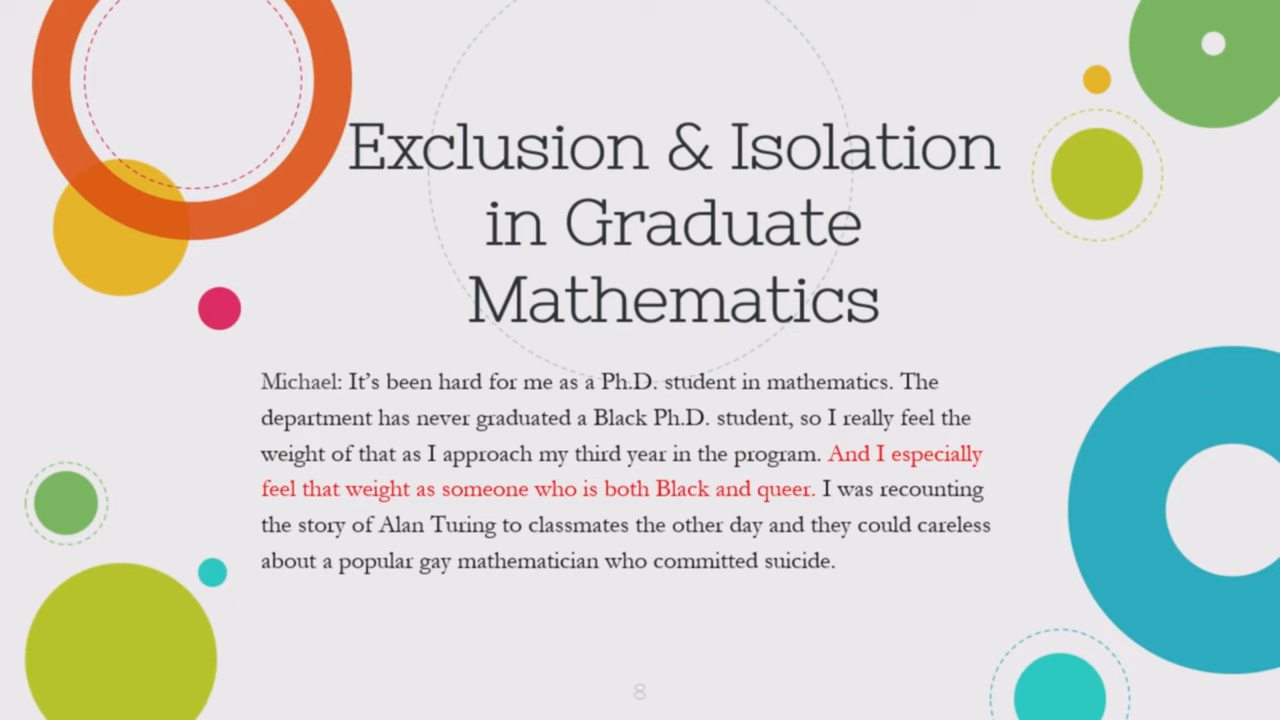 Exclusion & Isolation
in Graduate
Mathematics
Michael: It's been hard for me as a Ph.D. student in mathematics. The
department has never graduated a Black Ph.D. student, so I really feel the
weight of that as I approach my third year in the program. And I especially
feel that weight as someone who is both Black and queer. I was recounting
the story of Alan Turing to classmates the other day and they could careless
about a popular gay mathematician who committed suicide.
8